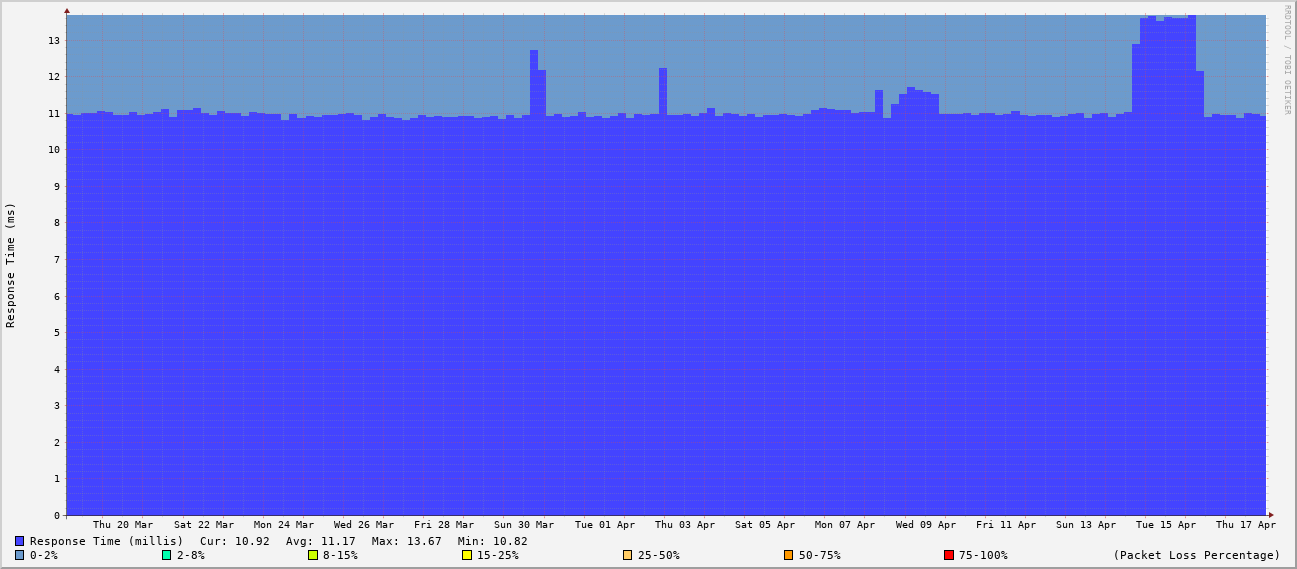 RRDTOOL / TOBI OETIKER
Response Time (ms)
13
12
11
10
9
8
7
6
5
4
3
2
1
0
Thu 20 Mar Sat 22 Mar Mon 24 Mar Wed 26 Mar Fri 28 Mar Sun 30 Mar Tue 01 Apr Thu 03 Apr Sat 05 Apr Mon 07 Apr Wed 09 Apr Fri 11 Apr Sun 13 Apr Tue 15 Apr Thu 17 Apr
Response Time (millis) Cur: 10.92 Avg: 11.17 Max: 13.67 Min: 10.82
0-2% 2-8% 8-15% 15-25% 25-50% 50-75% 75-100% (Packet Loss Percentage)